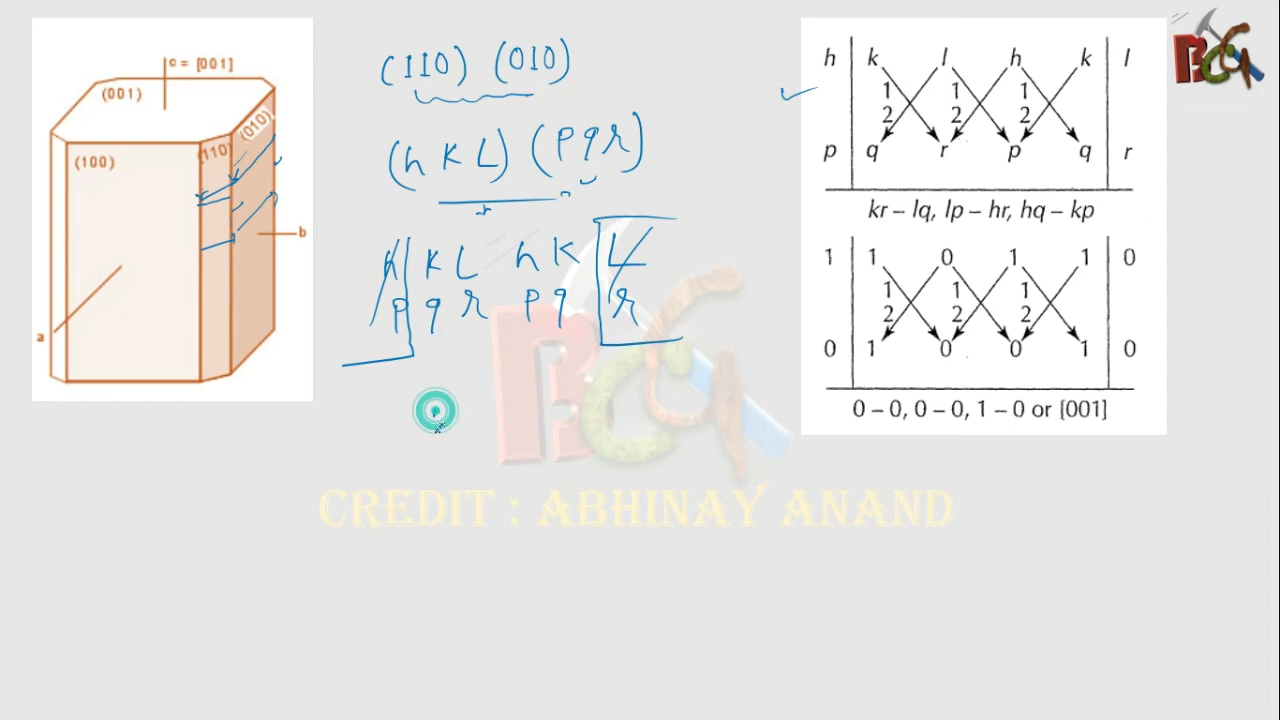 c = [001]
(001)
(010)
(110)
(100)
b
a
(110) (010)
(h k L) (p q r)
h k L h k L
p q r p q r
h k l h k l
1 1 1
2 2 2
p q r p q r
kr – lq, lp – hr, hq – kp
1 1 0 1 1 0
1 1 1
2 2 2
0 1 0 0 1 0
0 – 0, 0 – 0, 1 – 0 or [001]
BCG
BCG
CREDIT : ABHINAY ANAND